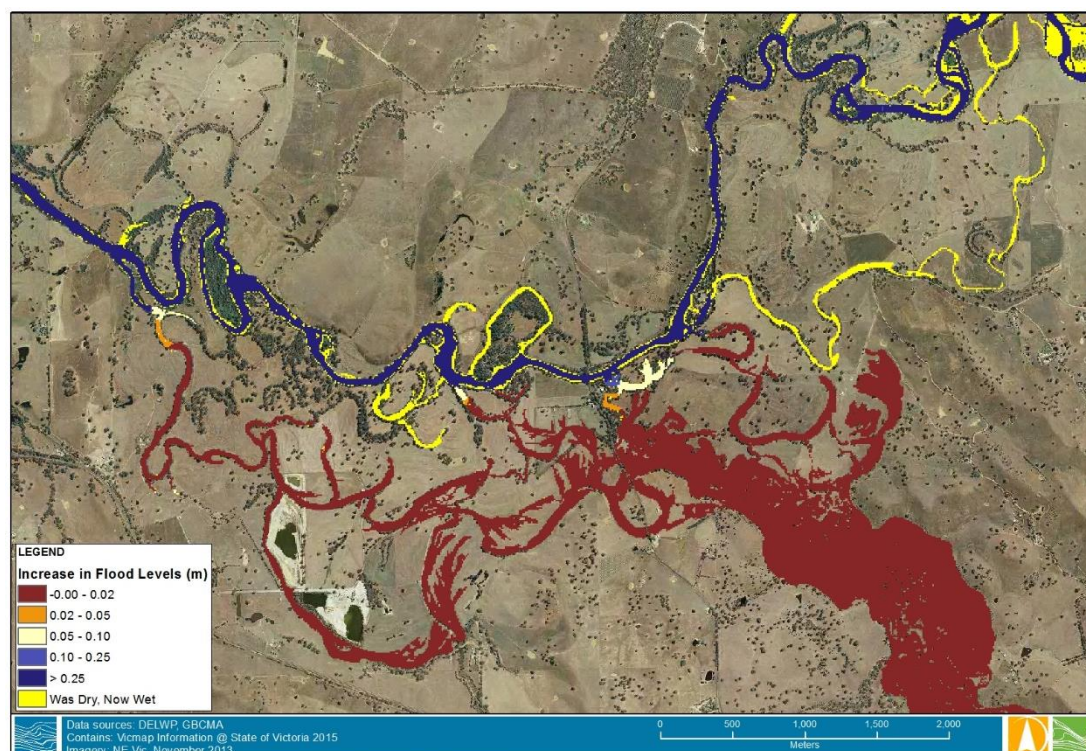 LEGEND
Increase in Flood Levels (m)
-0.00 - 0.02
0.02 - 0.05
0.05 - 0.10
0.10 - 0.25
> 0.25
Was Dry, Now Wet
Data sources: DELWP, GBCMA
Contains: Vicmap Information @ State of Victoria 2015
Imagery: NE Vic, November 2013
0 500 1,000 1,500 2,000
Meters